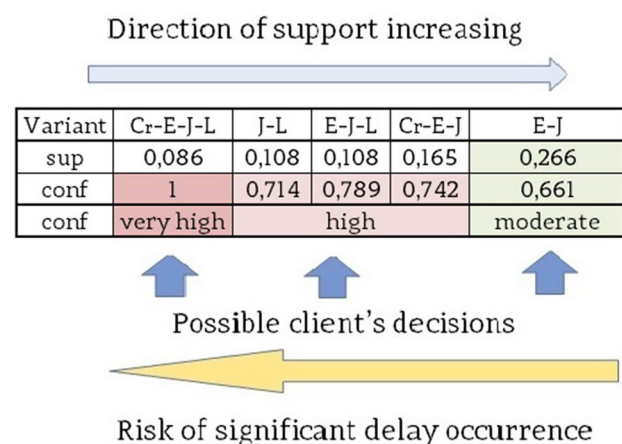 Direction of support increasing
Variant Cr-E-J-L J-L E-J-L Cr-E-J E-J
sup 0,086 0,108 0,108 0,165 0,266
conf 1 0,714 0,789 0,742 0,661
conf very high high moderate
Possible client's decisions
Risk of significant delay occurrence